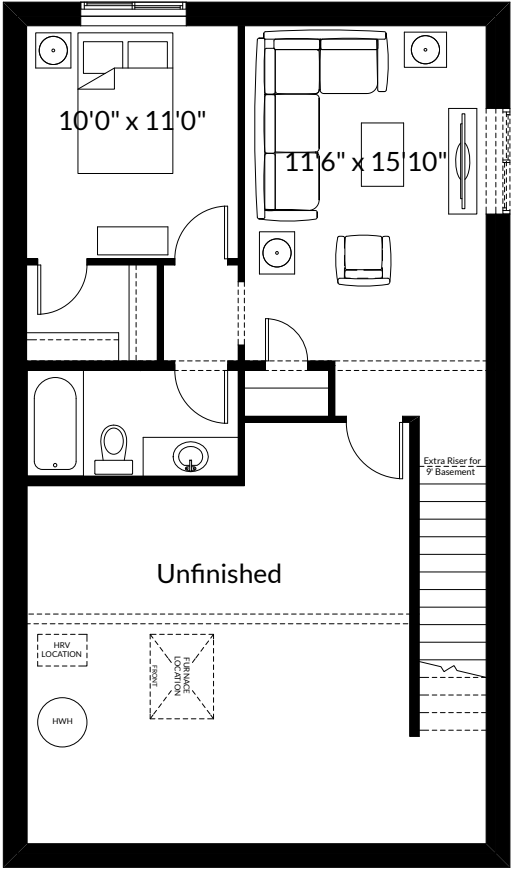 10'0" x 11'0"
11'6" x 15'10"
Extra Riser for
9' Basement
Unfinished
HRV
LOCATION
FURNACE
LOCATION
FRONT
HWH